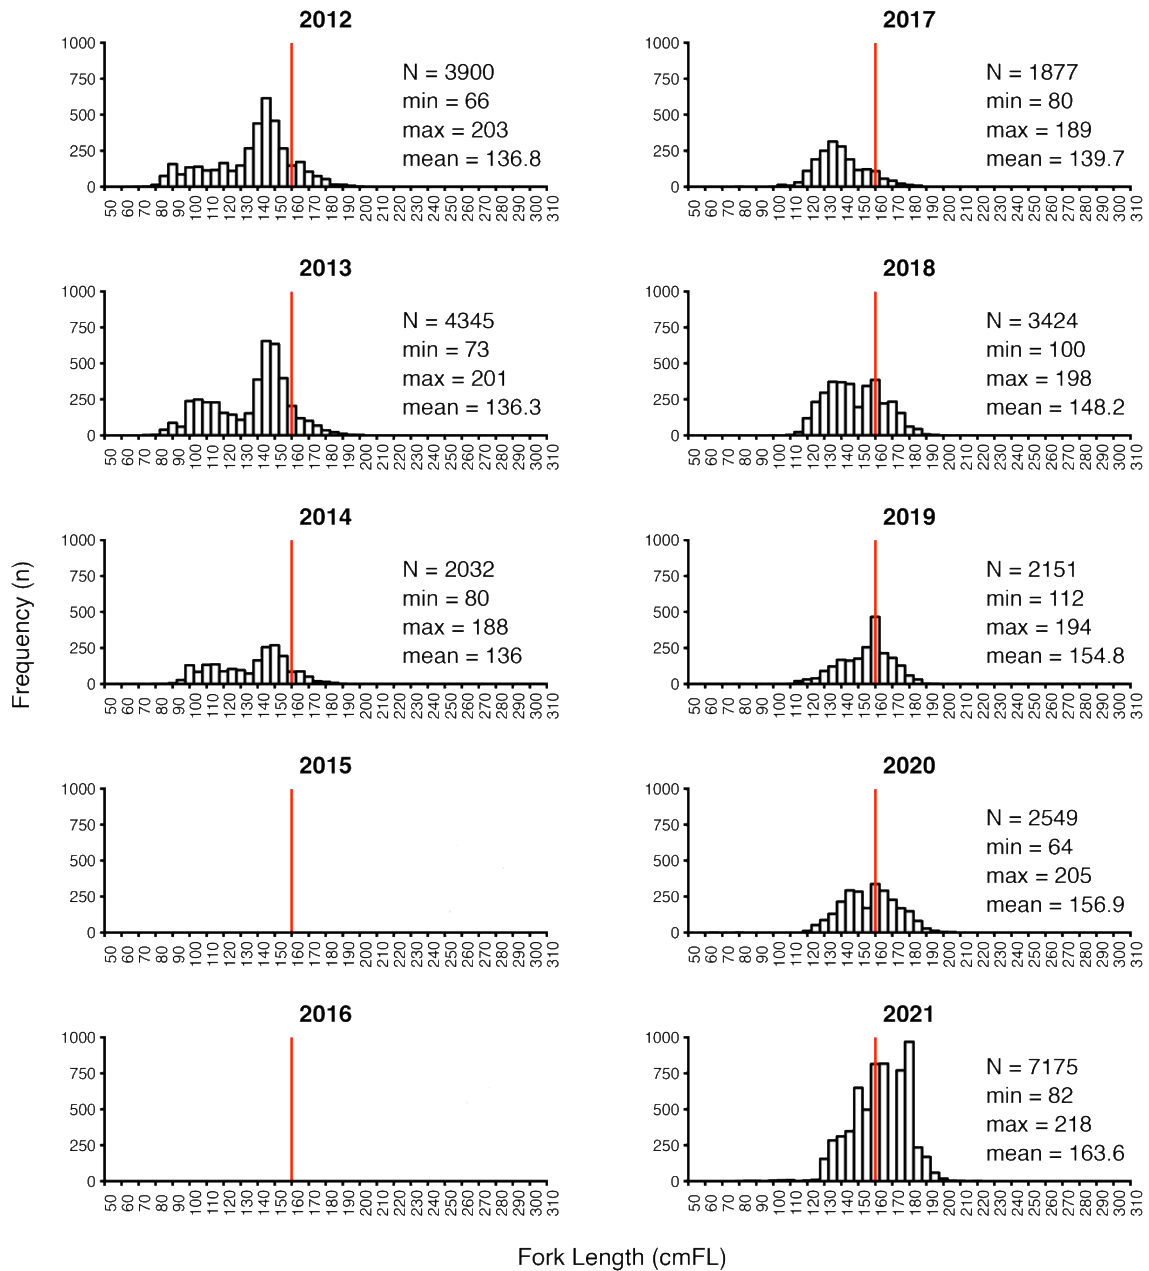 2012
1000
750
500
250
0
N = 3900
min = 66
max = 203
mean = 136.8
50 60 70 80 90 100 110 120 130 140 150 160 170 180 190 200 210 220 230 240 250 260 270 280 290 300 310
2017
1000
750
500
250
0
N = 1877
min = 80
max = 189
mean = 139.7
50 60 70 80 90 100 110 120 130 140 150 160 170 180 190 200 210 220 230 240 250 260 270 280 290 300 310
2013
1000
750
500
250
0
N = 4345
min = 73
max = 201
mean = 136.3
50 60 70 80 90 100 110 120 130 140 150 160 170 180 190 200 210 220 230 240 250 260 270 280 290 300 310
2018
1000
750
500
250
0
N = 3424
min = 100
max = 198
mean = 148.2
50 60 70 80 90 100 110 120 130 140 150 160 170 180 190 200 210 220 230 240 250 260 270 280 290 300 310
Frequency (n)
2014
1000
750
500
250
0
N = 2032
min = 80
max = 188
mean = 136
50 60 70 80 90 100 110 120 130 140 150 160 170 180 190 200 210 220 230 240 250 260 270 280 290 300 310
2019
1000
750
500
250
0
N = 2151
min = 112
max = 194
mean = 154.8
50 60 70 80 90 100 110 120 130 140 150 160 170 180 190 200 210 220 230 240 250 260 270 280 290 300 310
2015
1000
750
500
250
0
50 60 70 80 90 100 110 120 130 140 150 160 170 180 190 200 210 220 230 240 250 260 270 280 290 300 310
2020
1000
750
500
250
0
N = 2549
min = 64
max = 205
mean = 156.9
50 60 70 80 90 100 110 120 130 140 150 160 170 180 190 200 210 220 230 240 250 260 270 280 290 300 310
2016
1000
750
500
250
0
50 60 70 80 90 100 110 120 130 140 150 160 170 180 190 200 210 220 230 240 250 260 270 280 290 300 310
2021
1000
750
500
250
0
N = 7175
min = 82
max = 218
mean = 163.6
50 60 70 80 90 100 110 120 130 140 150 160 170 180 190 200 210 220 230 240 250 260 270 280 290 300 310
Fork Length (cmFL)